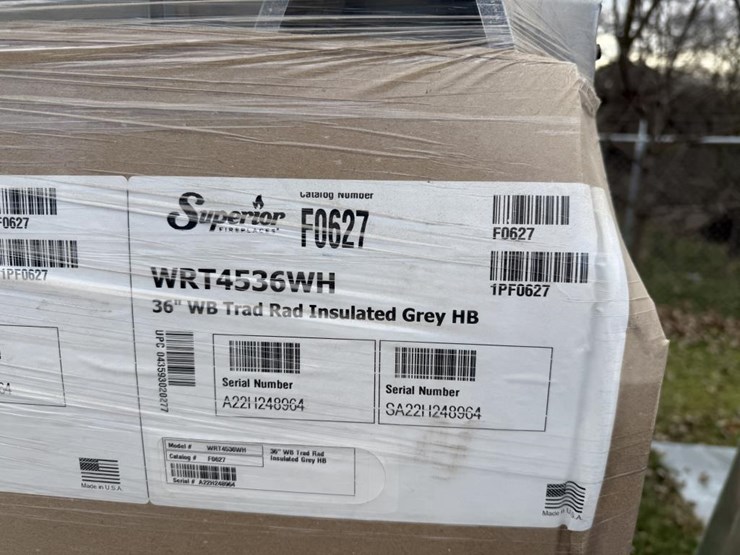 F0627
1PF0627
Superior
FIREPLACES
Catalog Number
F0627
F0627
1PF0627
WRT4536WH
36" WB Trad Rad Insulated Grey HB
UPC 043593020277
Serial Number
A22H248964
Serial Number
SA22H248964
Model # WRT4536WH
Catalog # F0627
36" WB Trad Rad
Insulated Grey HB
Serial # A22H248964
Made in U.S.A.
Made U.S.A.